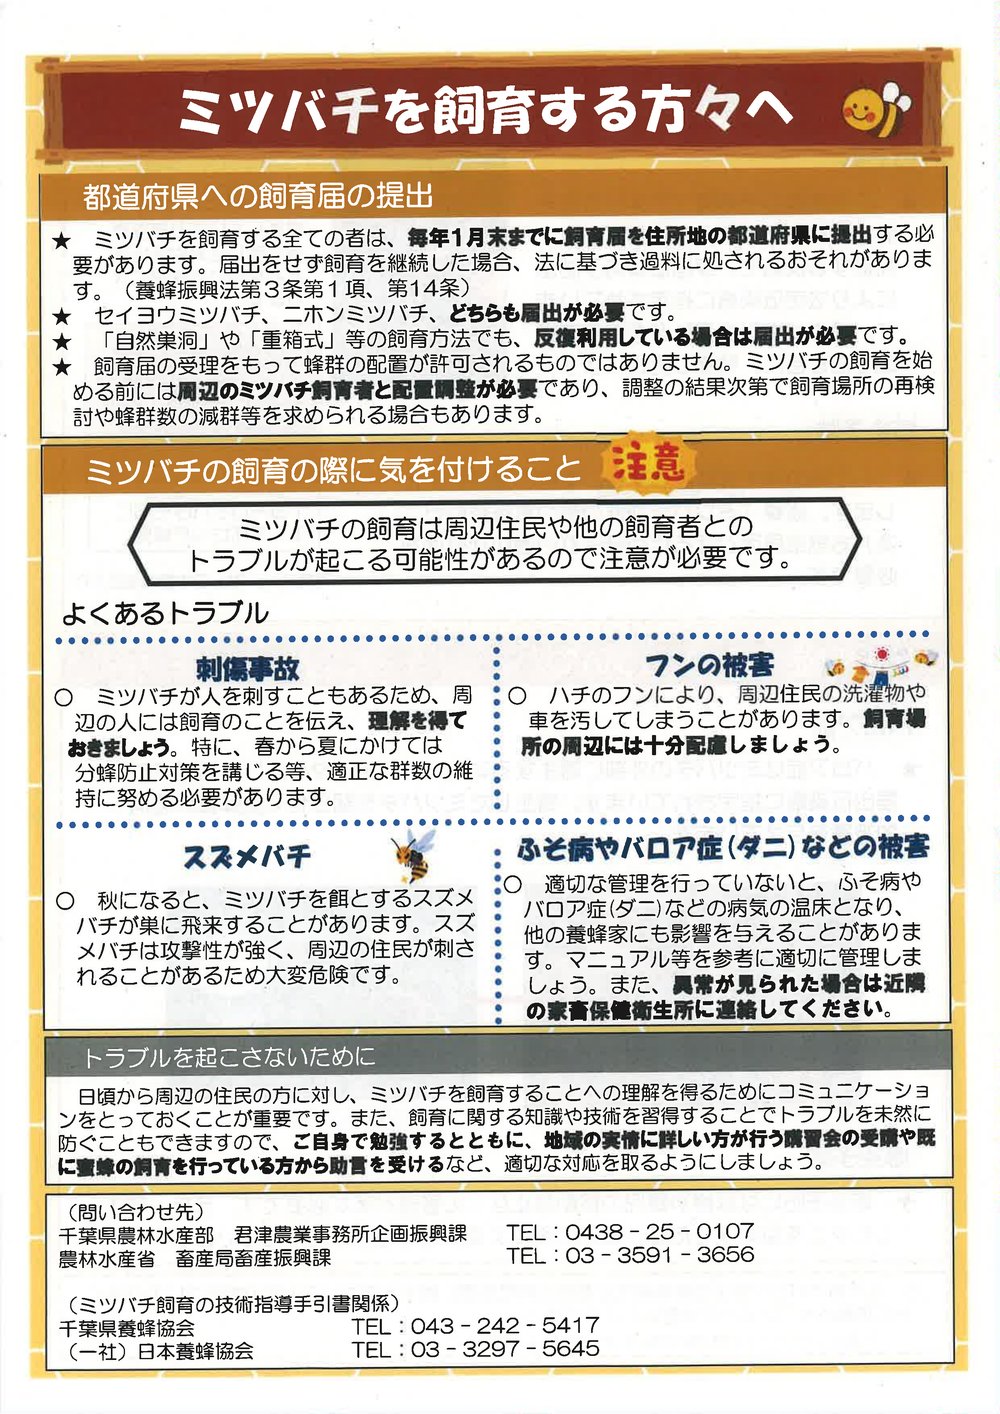 ミツバチを飼育する方々へ
都道府県への飼育届の提出
★　ミツバチを飼育する全ての者は、毎年１月末までに飼育届を住所地の都道府県に提出する必
要があります。届出をせず飼育を継続した場合、法に基づき過料に処されるおそれがありま
す。（養蜂振興法第３条第１項、第14条）
★　セイヨウミツバチ、ニホンミツバチ、どちらも届出が必要です。
★　「自然巣洞」や「重箱式」等の飼育方法でも、反復利用している場合は届出が必要です。
★　飼育届の受理をもって蜂群の配置が許可されるものではありません。ミツバチの飼育を始
める前には周辺のミツバチ飼育者と配置調整が必要であり、調整の結果次第で飼育場所の再検
討や蜂群数の減群等を求められる場合もあります。
ミツバチの飼育の際に気を付けること　注意
ミツバチの飼育は周辺住民や他の飼育者との
トラブルが起こる可能性があるので注意が必要です。
よくあるトラブル
刺傷事故
○　ミツバチが人を刺すこともあるため、周
辺の人には飼育のことを伝え、理解を得て
おきましょう。特に、春から夏にかけては
分蜂防止対策を講じる等、適正な群数の維
持に努める必要があります。
フンの被害
○　ハチのフンにより、周辺住民の洗濯物や
車を汚してしまうことがあります。飼育場
所の周辺には十分配慮しましょう。
スズメバチ
○　秋になると、ミツバチを餌とするスズメ
バチが巣に飛来することがあります。スズ
メバチは攻撃性が強く、周辺の住民が刺さ
れることがあるため大変危険です。
ふそ病やバロア症(ダニ)などの被害
○　適切な管理を行っていないと、ふそ病や
バロア症(ダニ)などの病気の温床となり、
他の養蜂家にも影響を与えることがありま
す。マニュアル等を参考に適切に管理しま
しょう。また、異常が見られた場合は近隣
の家畜保健衛生所に連絡してください。
トラブルを起こさないために
日頃から周辺の住民の方に対し、ミツバチを飼育することへの理解を得るためにコミュニケーショ
ンをとっておくことが重要です。また、飼育に関する知識や技術を習得することでトラブルを未然に
防ぐこともできますので、ご自身で勉強するとともに、地域の実情に詳しい方が行う講習会の受講や既
に蜜蜂の飼育を行っている方から助言を受けるなど、適切な対応を取るようにしましょう。
（問い合わせ先）
千葉県農林水産部　君津農業事務所企画振興課　TEL：0438－25－0107
農林水産省　畜産局畜産振興課　TEL：03－3591－3656
（ミツバチ飼育の技術指導手引書関係）
千葉県養蜂協会　TEL：043－242－5417
（一社）日本養蜂協会　TEL：03－3297－5645